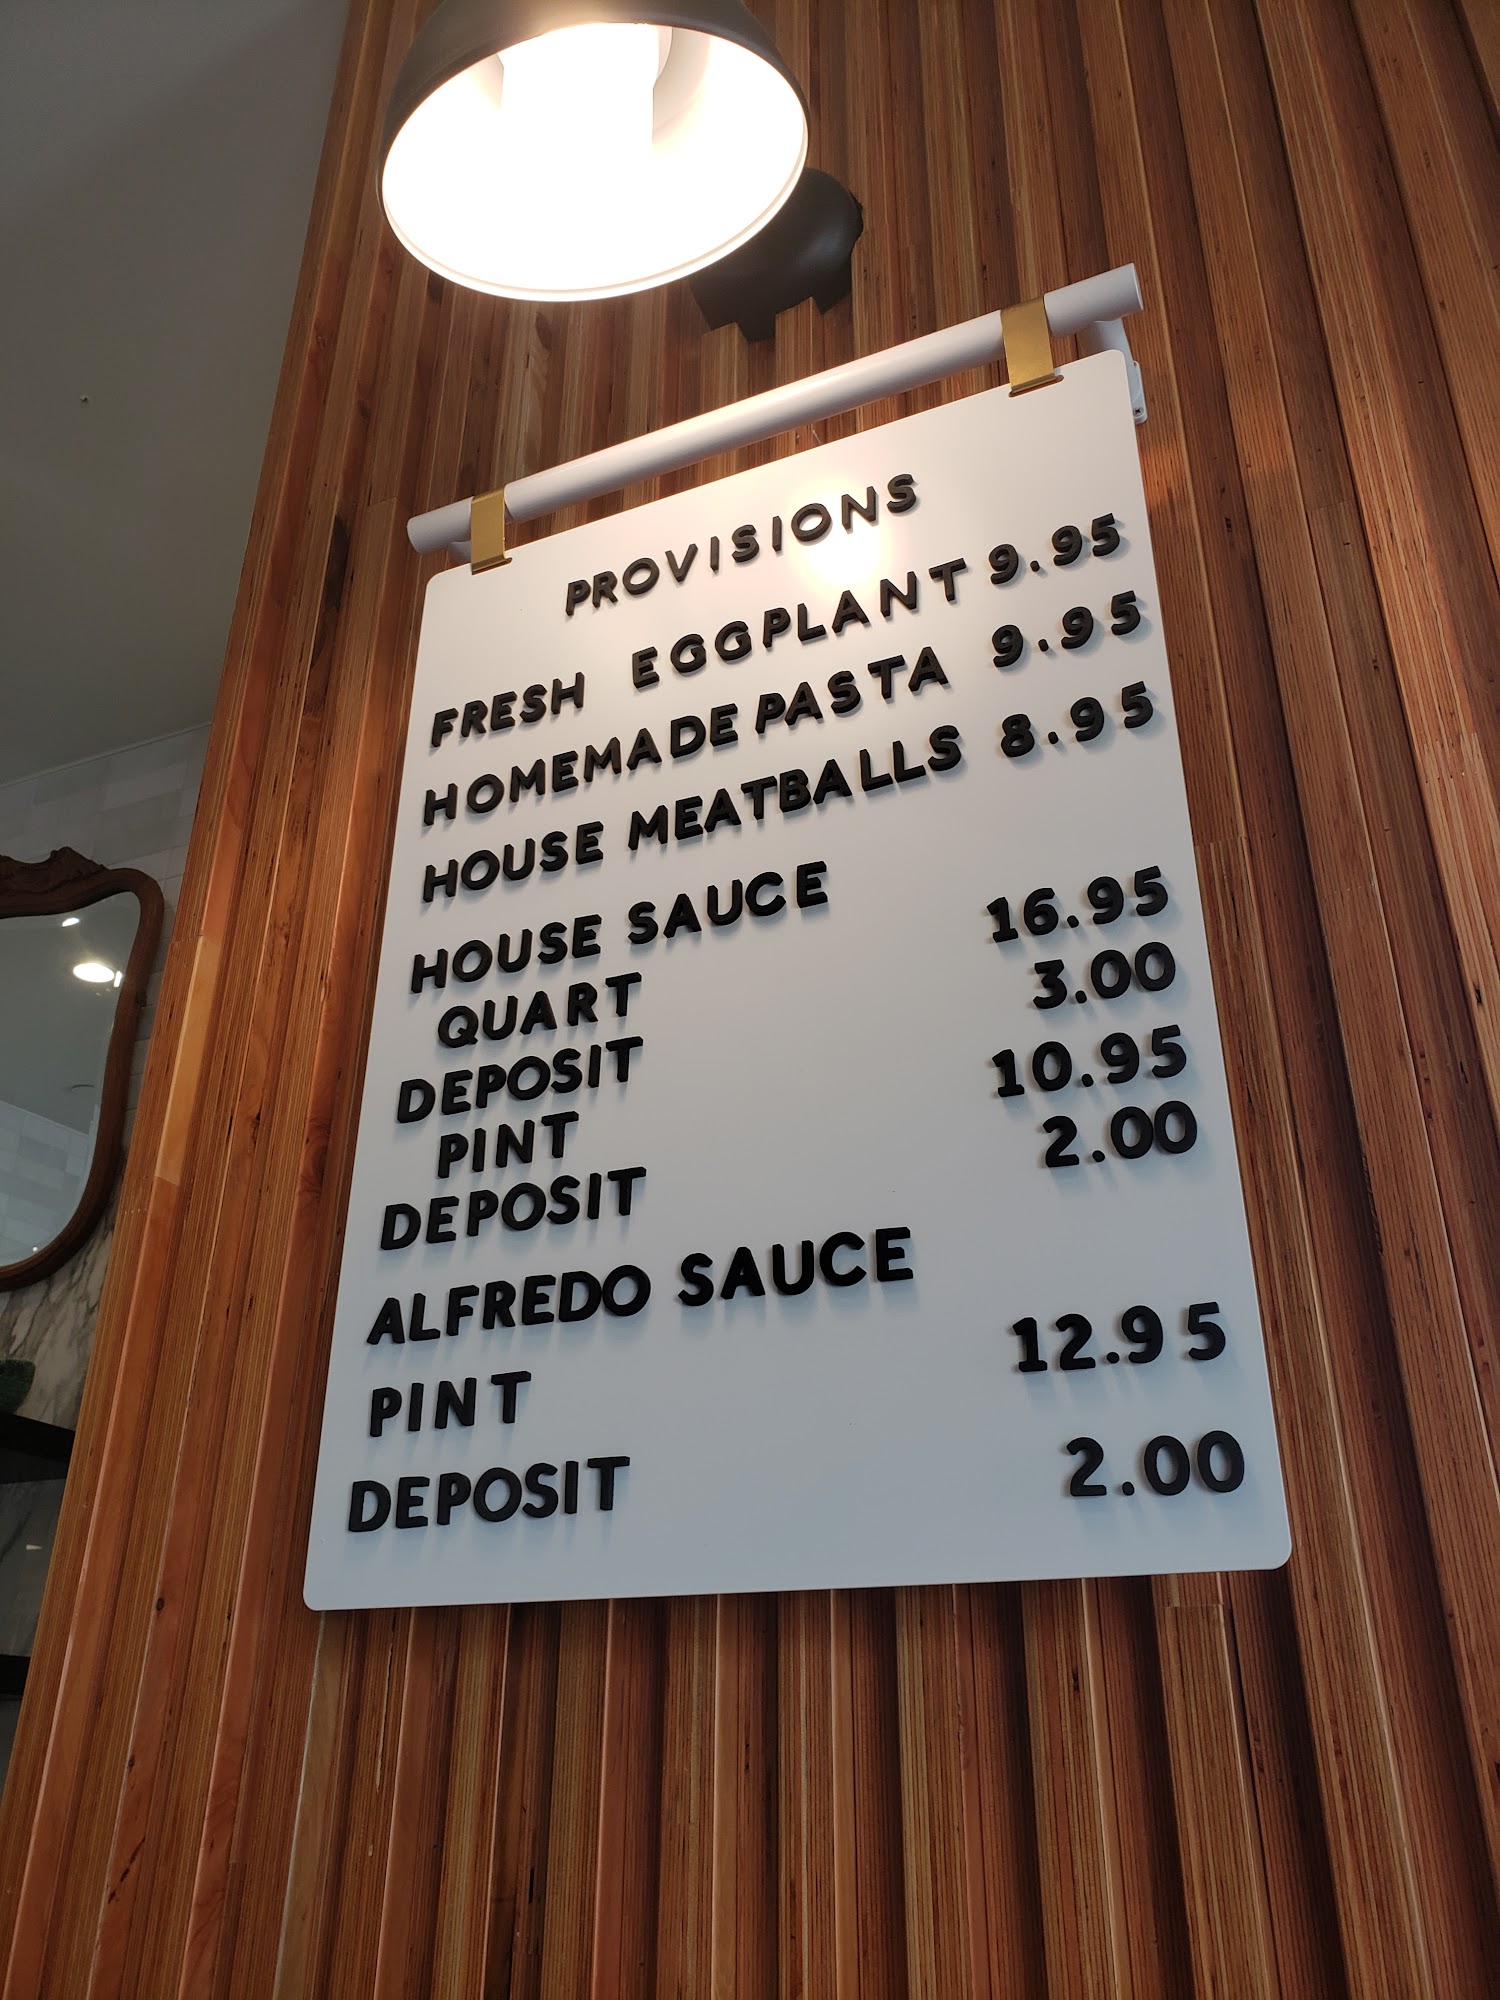 PROVISIONS
FRESH EGGPLANT 9.95
HOMEMADE PASTA 9.95
HOUSE MEATBALLS 8.95
HOUSE SAUCE
QUART 16.95
DEPOSIT 3.00
PINT 10.95
DEPOSIT 2.00
ALFREDO SAUCE
PINT 12.95
DEPOSIT 2.00